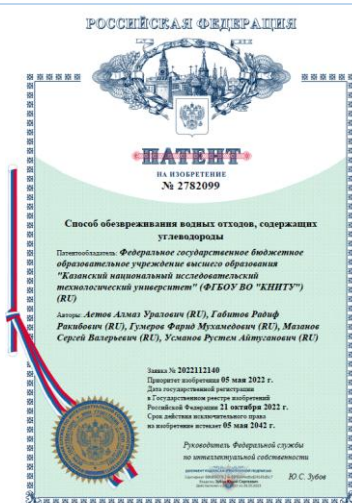 РОССИЙСКАЯ ФЕДЕРАЦИЯ
ПАТЕНТ
НА ИЗОБРЕТЕНИЕ
№ 2782099
Способ обезвреживания водных отходов, содержащих
углеводороды
Патентообладатель: Федеральное государственное бюджетное
образовательное учреждение высшего образования
"Казанский национальный исследовательский
технологический университет" (ФГБОУ ВО "КНИТУ")
(RU)
Авторы: Аетов Алмаз Уралович (RU), Габитов Радиф
Ракибович (RU), Гумеров Фарид Мухамедович (RU), Мазанов
Сергей Валерьевич (RU), Усманов Рустем Айтуганович (RU)
Заявка № 2022112140
Приоритет изобретения 05 мая 2022 г.
Дата государственной регистрации
в Государственном реестре изобретений
Российской Федерации 21 октября 2022 г.
Срок действия исключительного права
на изобретение истекает 05 мая 2042 г.
Руководитель Федеральной службы
по интеллектуальной собственности
ДОКУМЕНТ ПОДПИСАН ЭЛЕКТРОННОЙ ПОДПИСЬЮ
Ю.С. Зубов